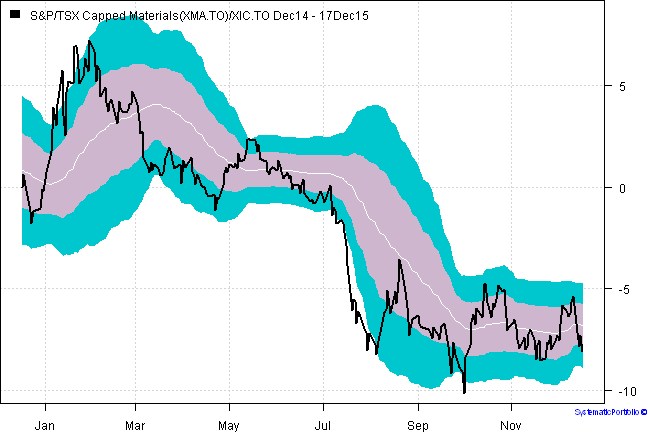 S&P/TSX Capped Materials(XMA.TO)/XIC.TO Dec14 - 17Dec15
5
0
-5
-10
Jan Mar May Jul Sep Nov
SystematicPortfolio ©